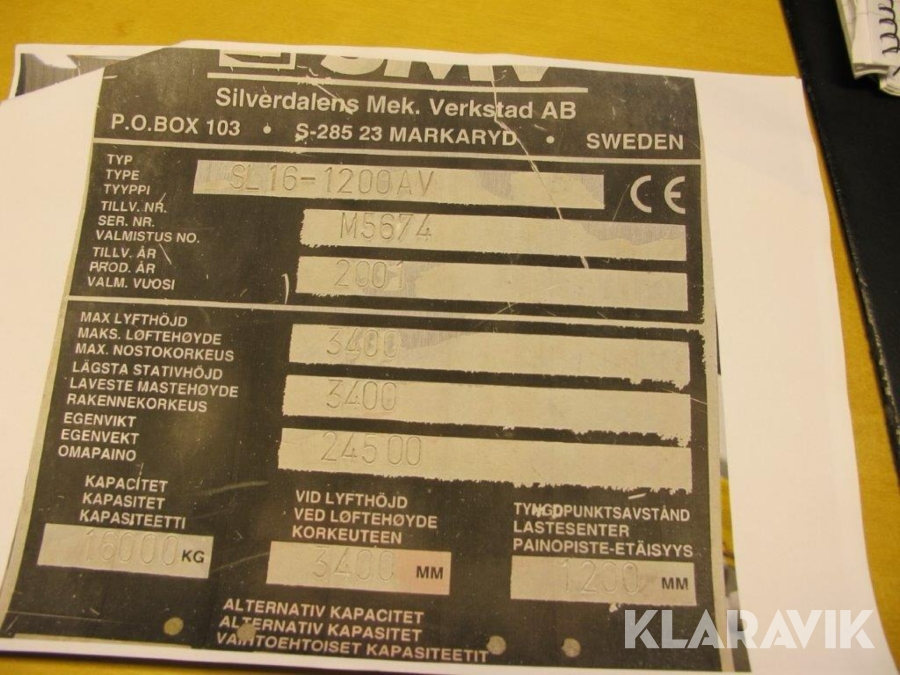 SMV
Silverdalens Mek. Verkstad AB
P.O.BOX 103 • S-285 23 MARKARYD • SWEDEN
TYP
TYPE
TYYPPI
SL16-1200AV
CE
TILLV. NR.
SER. NR.
VALMISTUS NO.
M5674
TILLV. ÅR
PROD. ÅR
VALM. VUOSI
2001
MAX LYFTHÖJD
MAKS. LØFTEHØYDE
MAX. NOSTOKORKEUS
3400
LÄGSTA STATIVHÖJD
LAVESTE MASTEHØYDE
RAKENNEKORKEUS
3400
EGENVIKT
EGENVEKT
OMAPAINO
24500
KAPACITET
KAPASITET
KAPASITEETTI
16000 KG
VID LYFTHÖJD
VED LØFTEHØYDE
KORKEUTEEN
3400 MM
TYNGDPUNKTSAVSTÅND
LASTESENTER
PAINOPISTE-ETÄISYYS
1200 MM
ALTERNATIV KAPACITET
ALTERNATIV KAPASITET
VAIHTOEHTOISET KAPASITEETIT
KLARAVIK